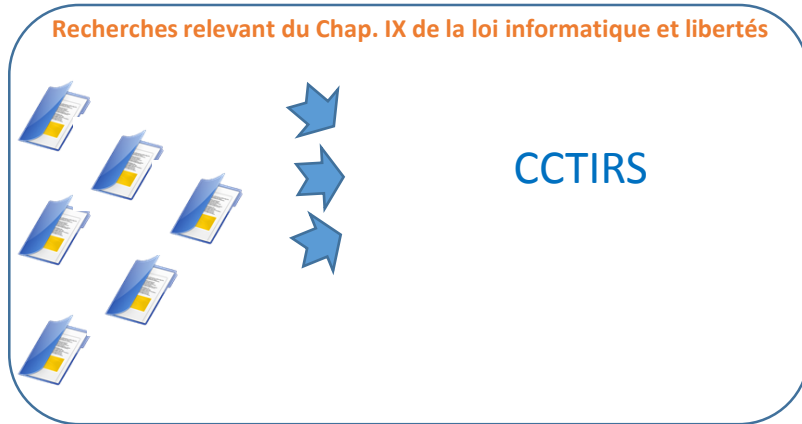 Recherches relevant du Chap. IX de la loi informatique et libertés
CCTIRS